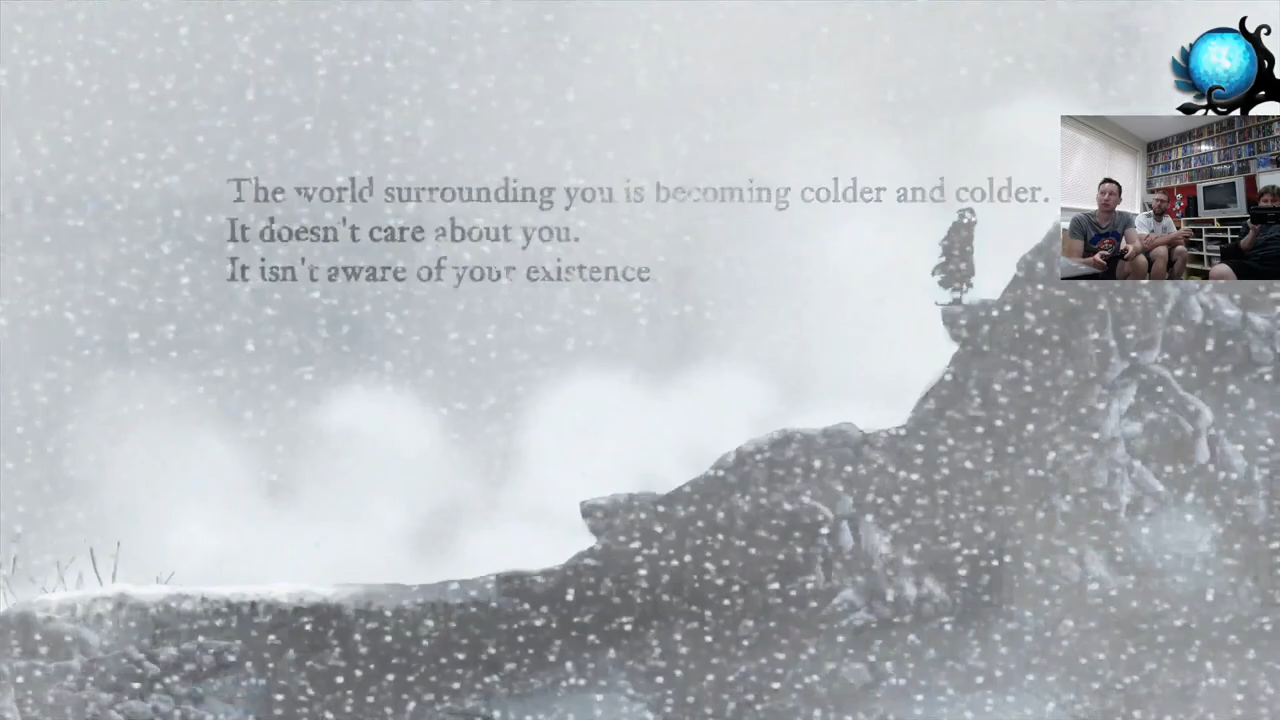 The world surrounding you is becoming colder and colder.
It doesn't care about you.
It isn't aware of your existence